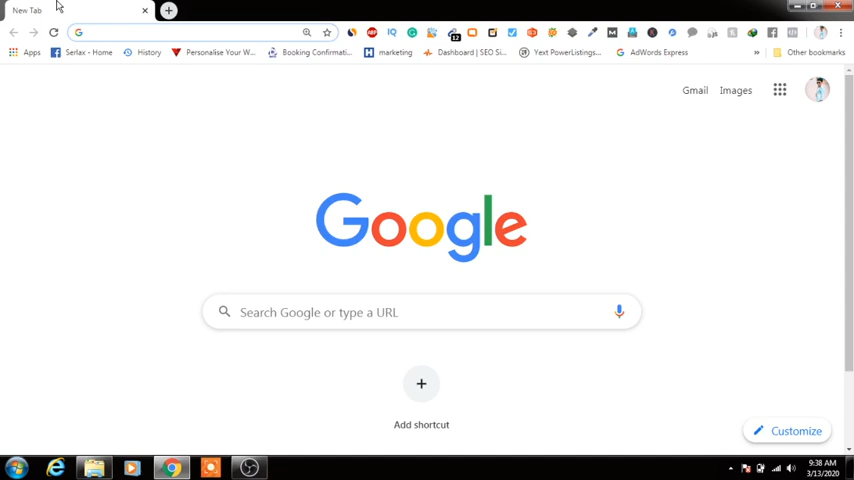 New Tab
Apps Serlax - Home History Personalise Your W... Booking Confirmati... marketing Dashboard | SEO Si... Yext PowerListings... AdWords Express » Other bookmarks
12
Gmail Images
Google
Search Google or type a URL
Add shortcut
Customize
9:38 AM
3/13/2020